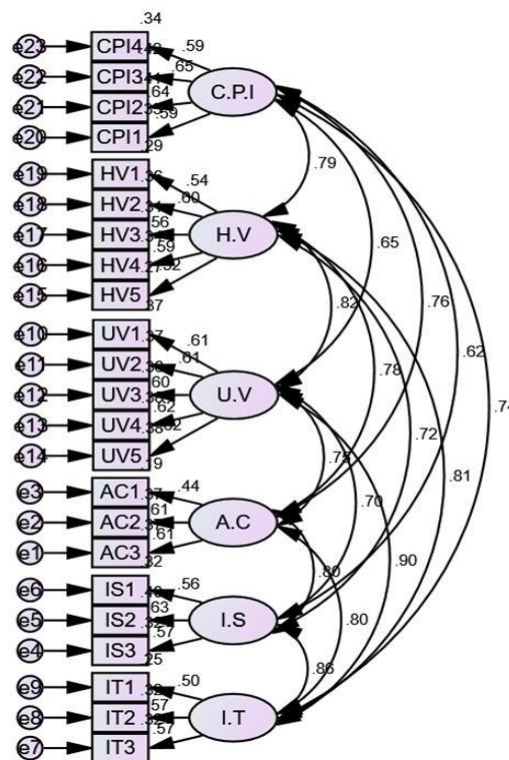 .34
e23 CPI4 .59
e22 CPI3 .65 C.P.I
e21 CPI2 .64
e20 CPI1 .59
.29
.79
e19 HV1 .54
e18 HV2 .60
e17 HV3 .56 H.V
e16 HV4 .59
e15 HV5 .52
.37
.65
.82
.76
.62
.74
e10 UV1 .61
e11 UV2 .61
e12 UV3 .60 U.V
e13 UV4 .62
e14 UV5
.19
.78
.72
.81
e3 AC1 .44
e2 AC2 .61 A.C
e1 AC3 .61
.32
.70
.90
e6 IS1 .56
e5 IS2 .63 I.S
e4 IS3 .57
.25
.80
.80
.86
e9 IT1 .50
e8 IT2 .57 I.T
e7 IT3 .57